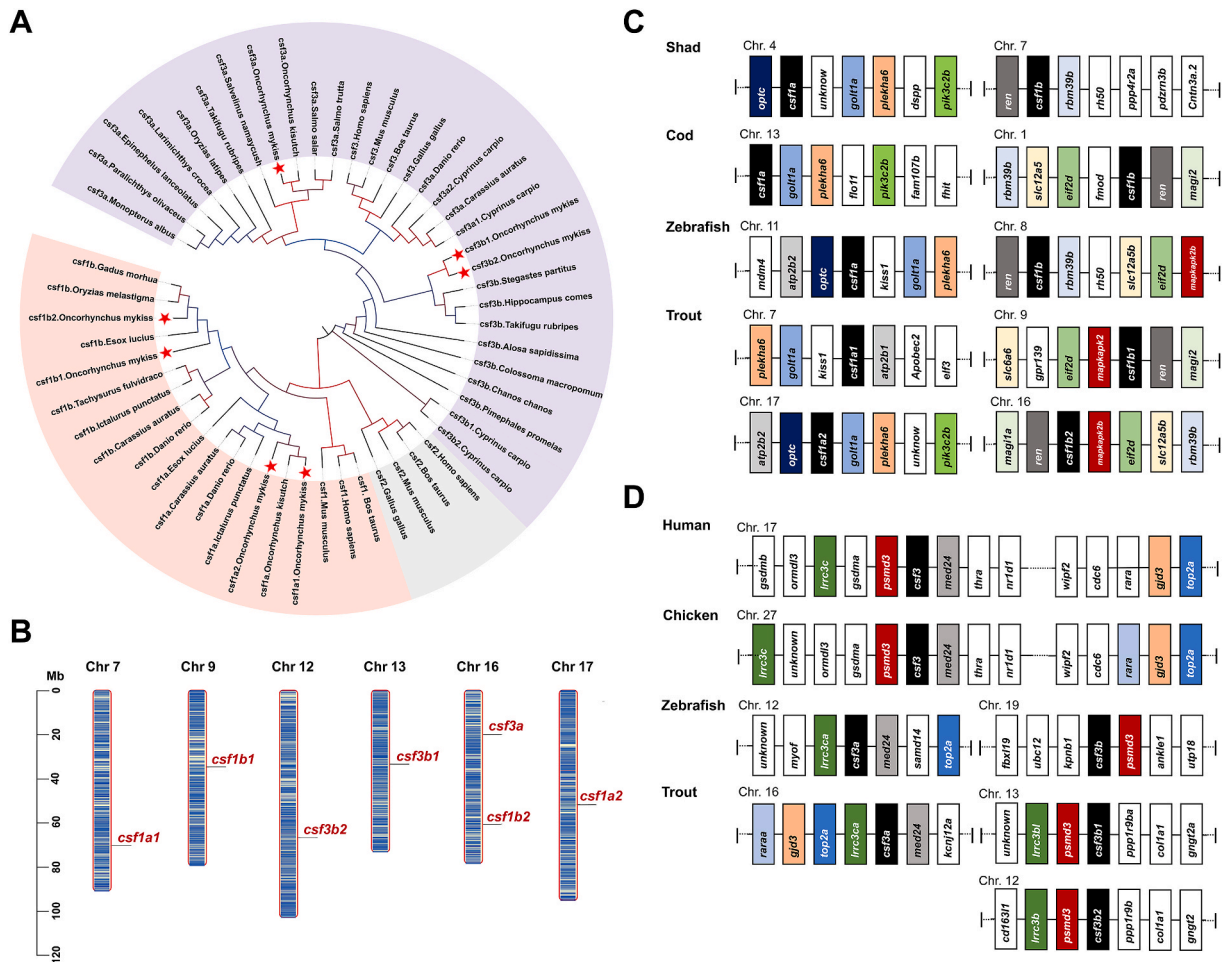 A
csf3a.Monopterus albus
csf3a.Paralichthys olivaceus
csf3a.Epinephelus lanceolatus
csf3a.Larimichthys crocea
csf3a.Oryzias latipes
csf3a.Takifugu rubripes
csf3a.Salvelinus namaycush
csf3a.Oncorhynchus mykiss
csf3a.Oncorhynchus kisutch
csf3a.Salmo salar
csf3a.Salmo trutta
csf3.Homo sapiens
csf3.Mus musculus
csf3.Bos taurus
csf3.Gallus gallus
csf3a.Danio rerio
csf3a2.Cyprinus carpio
csf3a.Carassius auratus
csf3a1.Cyprinus carpio
csf3b1.Oncorhynchus mykiss
csf3b2.Oncorhynchus mykiss
csf3b.Stegastes partitus
csf3b.Hippocampus comes
csf3b.Takifugu rubripes
csf3b.Alosa sapidissima
csf3b.Colossoma macropomum
csf3b.Chanos chanos
csf3b.Pimephales promelas
csf3b1.Cyprinus carpio
csf3b2.Cyprinus carpio
csf2.Homo sapiens
csf2.Bos taurus
csf2.Mus musculus
csf2.Gallus gallus
csf1. Bos taurus
csf1.Homo sapiens
csf1.Mus musculus
csf1a1.Oncorhynchus mykiss
csf1a.Oncorhynchus kisutch
csf1a2.Oncorhynchus mykiss
csf1a.Ictalurus punctatus
csf1a.Danio rerio
csf1a.Carassius auratus
csf1a.Esox lucius
csf1b.Danio rerio
csf1b.Carassius auratus
csf1b.Ictalurus punctatus
csf1b.Tachysurus fulvidraco
csf1b1.Oncorhynchus mykiss
csf1b.Esox lucius
csf1b2.Oncorhynchus mykiss
csf1b.Oryzias melastigma
csf1b.Gadus morhua
B
Mb
0
20
40
60
80
100
120
Chr 7
Chr 9
Chr 12
Chr 13
Chr 16
Chr 17
csf1a1
csf1b1
csf3b2
csf3b1
csf3a
csf1b2
csf1a2
C
Shad
Chr. 4
optc
csf1a
unknow
golt1a
plekha6
dspp
pik3c2b
Chr. 7
ren
csf1b
rbm39b
rh50
ppp4r2a
pdzrn3b
Cntn3a.2
Cod
Chr. 13
csf1a
golt1a
plekha6
flo11
pik3c2b
fam107b
fhit
Chr. 1
rbm39b
slc12a5
eif2d
fmod
csf1b
ren
magi2
Zebrafish
Chr. 11
mdm4
atp2b2
optc
csf1a
kiss1
golt1a
plekha6
Chr. 8
ren
csf1b
rbm39b
rh50
slc12a5b
eif2d
mapkapk2b
Trout
Chr. 7
plekha6
golt1a
kiss1
csf1a1
atp2b1
Apobec2
elf3
Chr. 9
slc6a6
gpr139
eif2d
mapkapk2
csf1b1
ren
magi2
Chr. 17
atp2b2
optc
csf1a2
golt1a
plekha6
unknow
pik3c2b
Chr. 16
magi1a
ren
csf1b2
mapkapk2b
eif2d
slc12a5b
rbm39b
D
Human
Chr. 17
gsdmb
ormdl3
lrrc3c
gsdma
psmd3
csf3
med24
thra
nr1d1
wipf2
cdc6
rara
gjd3
top2a
Chicken
Chr. 27
lrrc3c
unknown
ormdl3
gsdma
psmd3
csf3
med24
thra
nr1d1
wipf2
cdc6
rara
gjd3
top2a
Zebrafish
Chr. 12
unknown
myof
lrrc3ca
csf3a
med24
samd14
top2a
Chr. 19
fbxl19
ubc12
kpnb1
csf3b
psmd3
ankle1
utp18
Trout
Chr. 16
raraa
gjd3
top2a
lrrc3ca
csf3a
med24
kcnj12a
Chr. 13
unknown
lrrc3bl
psmd3
csf3b1
ppp1r9ba
col1a1
gngt2a
Chr. 12
cd163l1
lrrc3b
psmd3
csf3b2
ppp1r9b
col1a1
gngt2